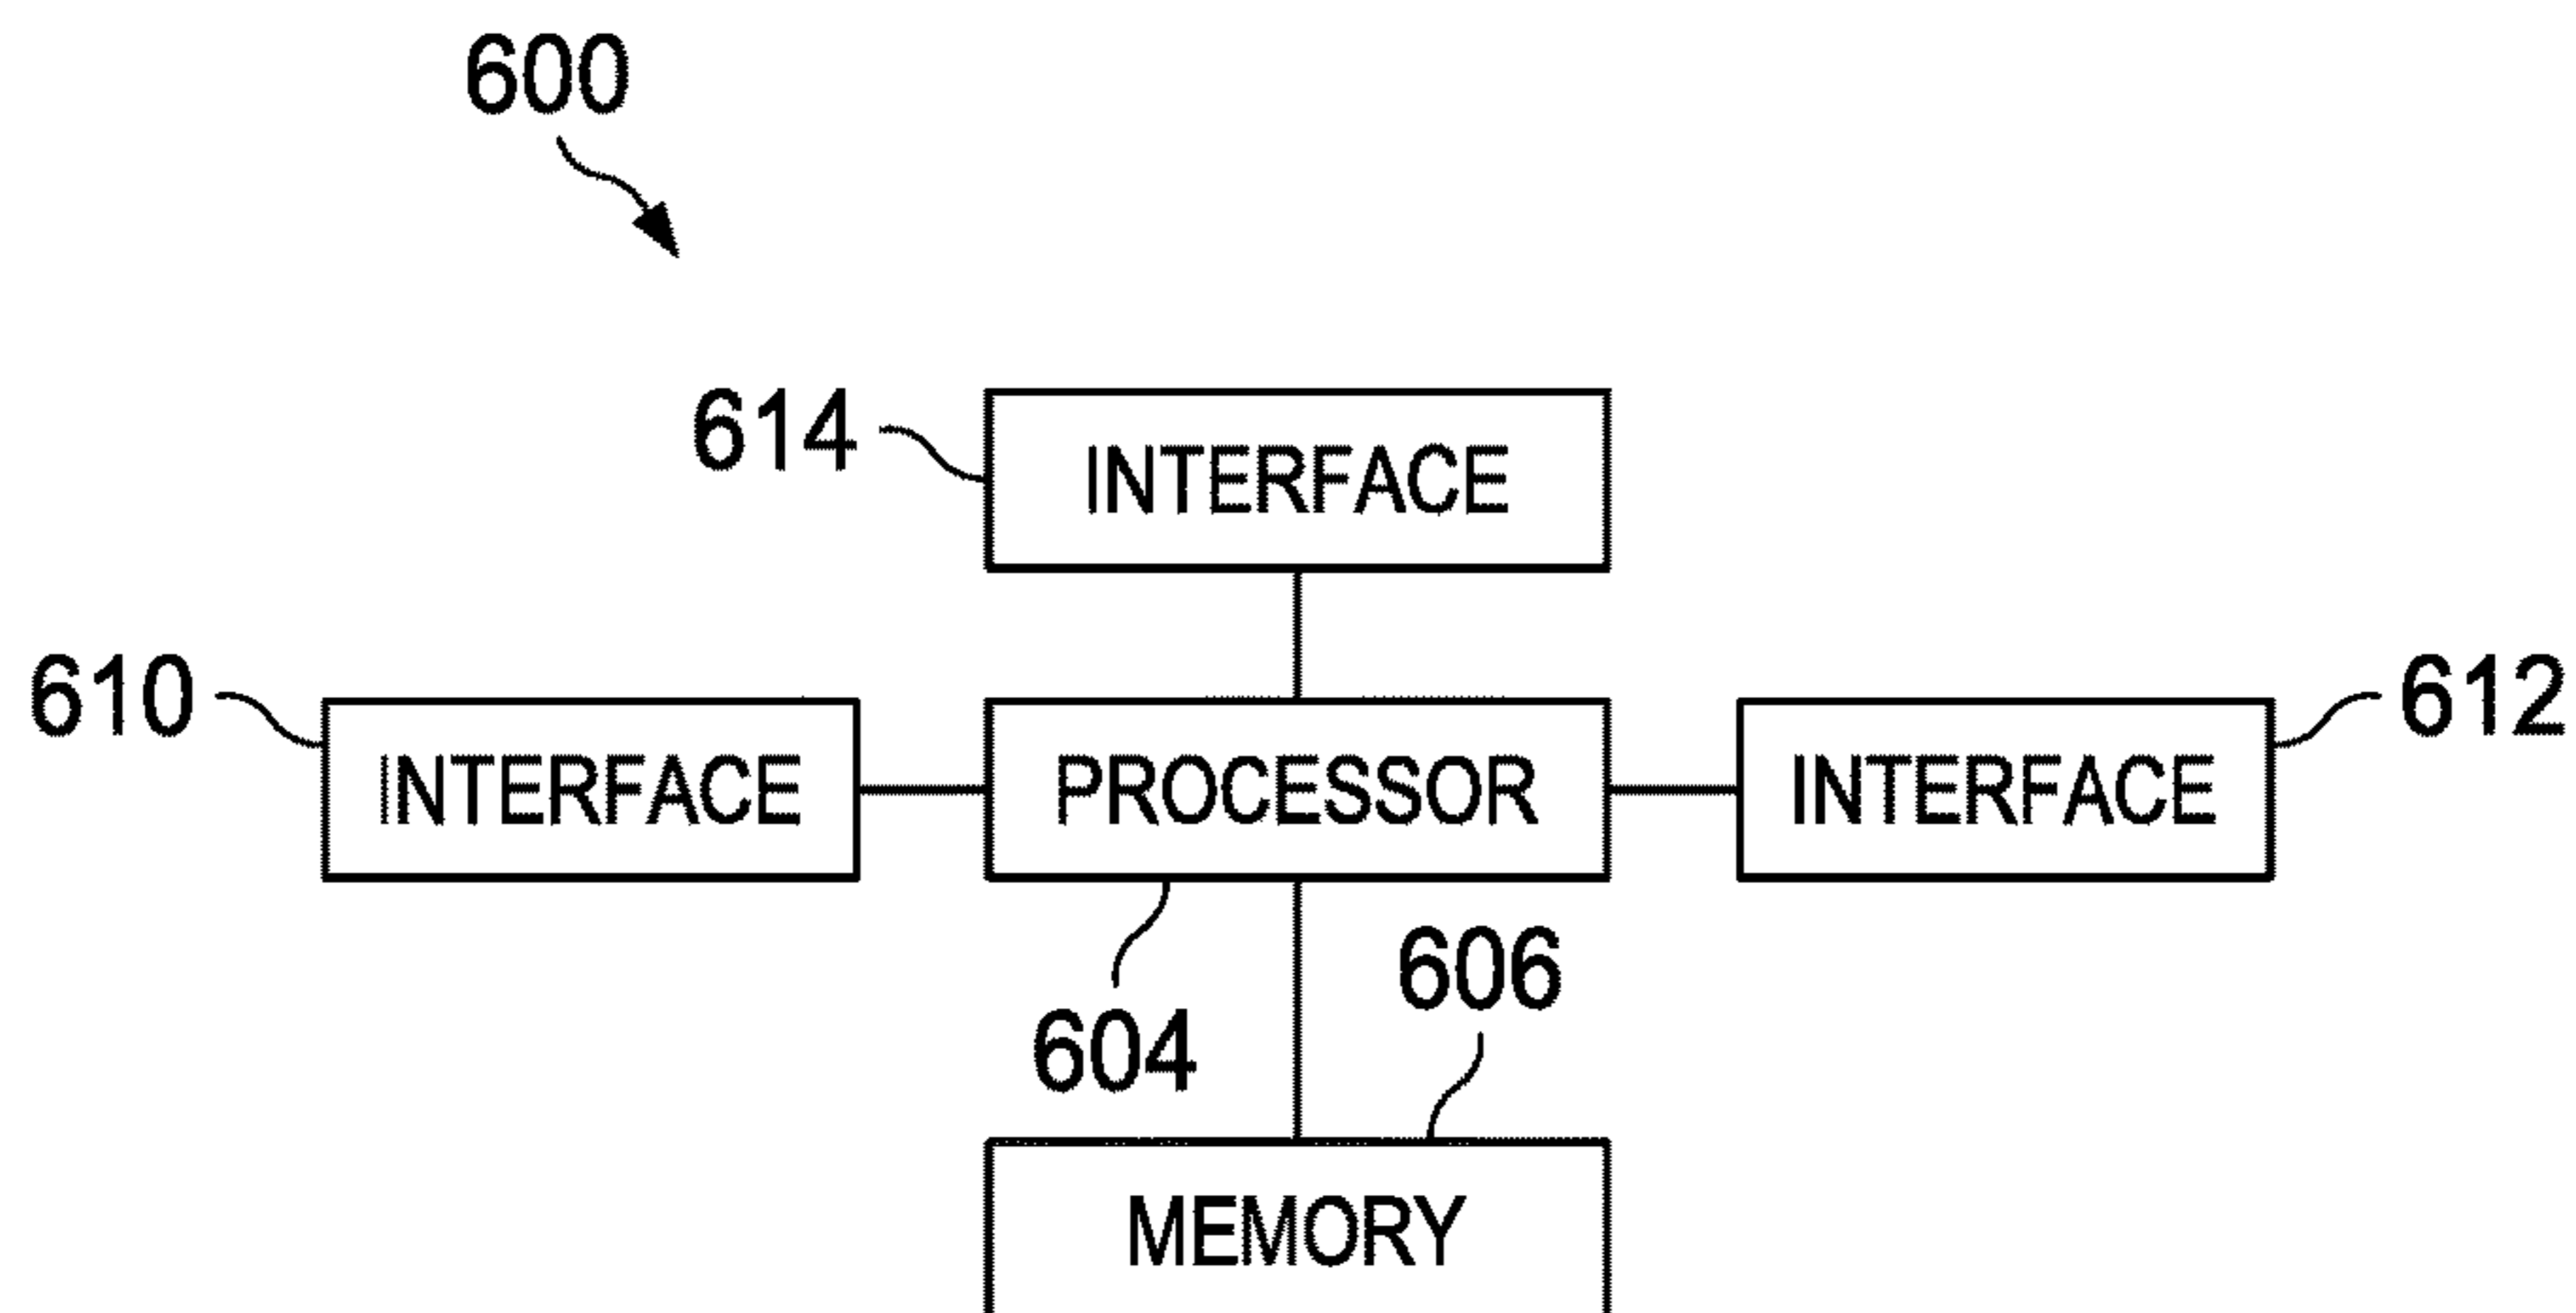 600
614
INTERFACE
610
INTERFACE
PROCESSOR
INTERFACE
612
604
606
MEMORY